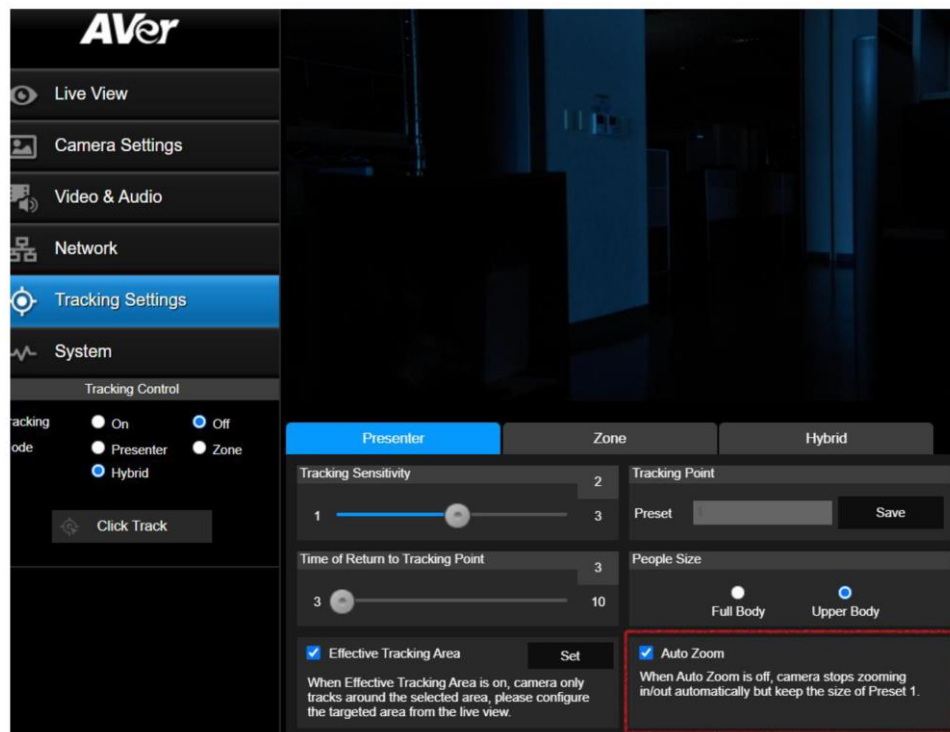 AVer
Live View
Camera Settings
Video & Audio
Network
Tracking Settings
System
Tracking Control
racking On Off
ode Presenter Zone
Hybrid
Click Track
Presenter Zone Hybrid
Tracking Sensitivity 2
1 3
Tracking Point
Preset 1 Save
Time of Return to Tracking Point 3
3 10
People Size
Full Body Upper Body
Effective Tracking Area Set
When Effective Tracking Area is on, camera only
tracks around the selected area, please configure
the targeted area from the live view.
Auto Zoom
When Auto Zoom is off, camera stops zooming
in/out automatically but keep the size of Preset 1.